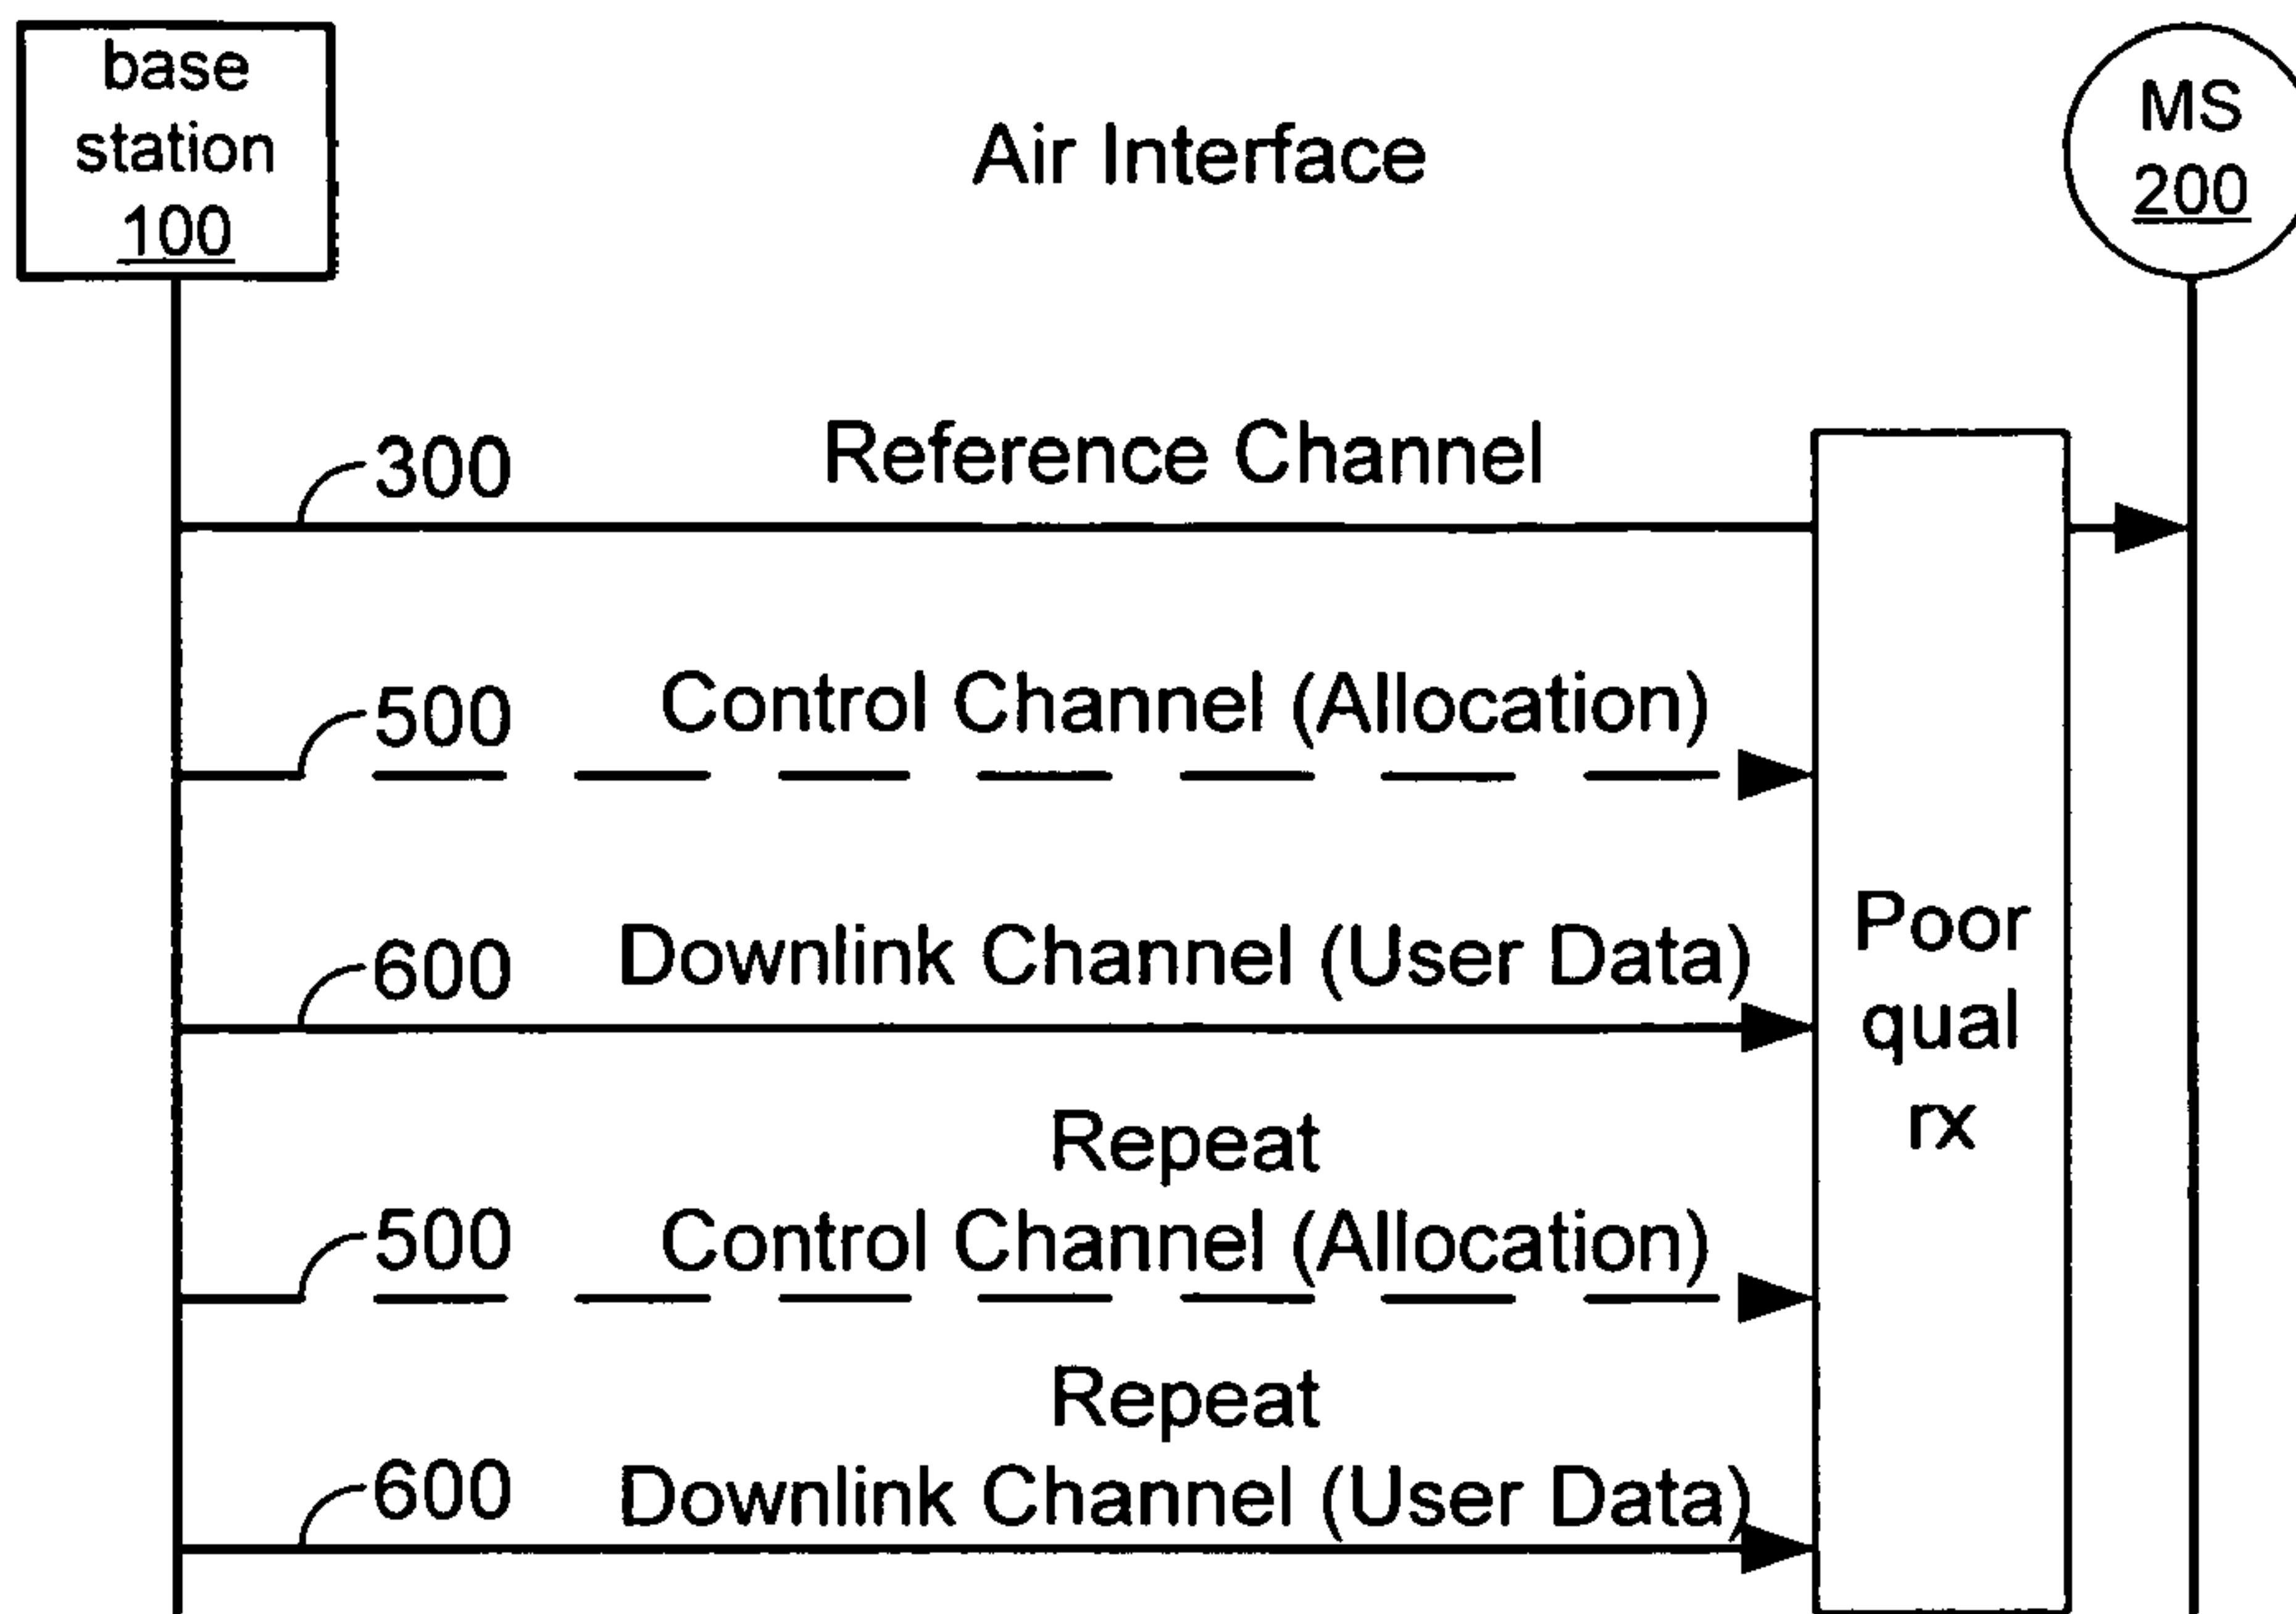 base
station
100
Air Interface
MS
200
300
Reference Channel
500
Control Channel (Allocation)
600
Downlink Channel (User Data)
Poor
qual
rx
Repeat
500
Control Channel (Allocation)
Repeat
600
Downlink Channel (User Data)